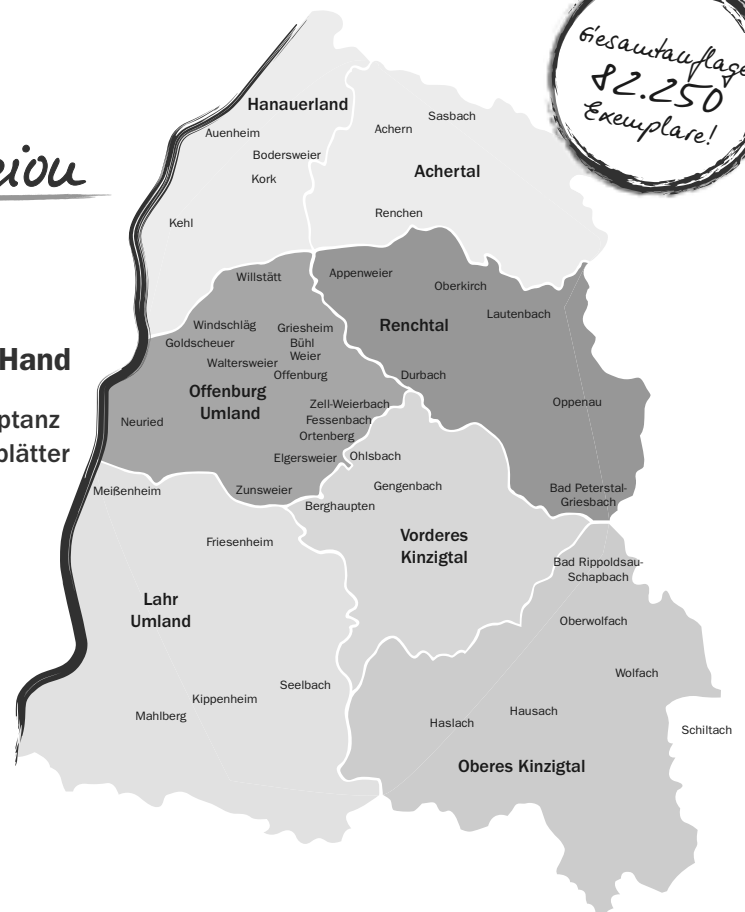 Gesamtauflage
82.250
Exemplare!
Hanauerland
Auenheim
Bodersweier
Kork
Kehl
Sasbach
Achern
Achertal
Renchen
Hand
Willstätt
Windschläg
Goldscheuer
Griesheim
Bühl
Weier
Waltersweier
Offenburg
Offenburg
Umland
Neuried
Zell-Weierbach
Fessenbach
Ortenberg
Elgersweier
Zunsweier
Appenweier
Oberkirch
Lautenbach
Renchtal
Durbach
Oppenau
Bad Peterstal-
Griesbach
Ohlsbach
Gengenbach
Berghaupten
Vorderes
Kinzigtal
Meißenheim
Friesenheim
Lahr
Umland
Seelbach
Kippenheim
Mahlberg
Bad Rippoldsau-
Schapbach
Oberwolfach
Wolfach
Hausach
Haslach
Schiltach
Oberes Kinzigtal